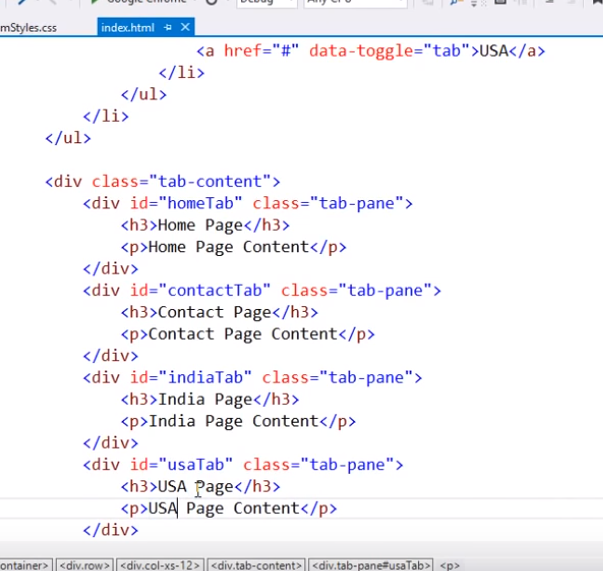 Google Chrome
mStyles.css index.html
<a href="#" data-toggle="tab">USA</a>
</li>
</ul>
</li>
</ul>
<div class="tab-content">
<div id="homeTab" class="tab-pane">
<h3>Home Page</h3>
<p>Home Page Content</p>
</div>
<div id="contactTab" class="tab-pane">
<h3>Contact Page</h3>
<p>Contact Page Content</p>
</div>
<div id="indiaTab" class="tab-pane">
<h3>India Page</h3>
<p>India Page Content</p>
</div>
<div id="usaTab" class="tab-pane">
<h3>USA Page</h3>
<p>USA Page Content</p>
</div>
ontainer> <div.row> <div.col-xs-12> <div.tab-content> <div.tab-pane#usaTab> <p>